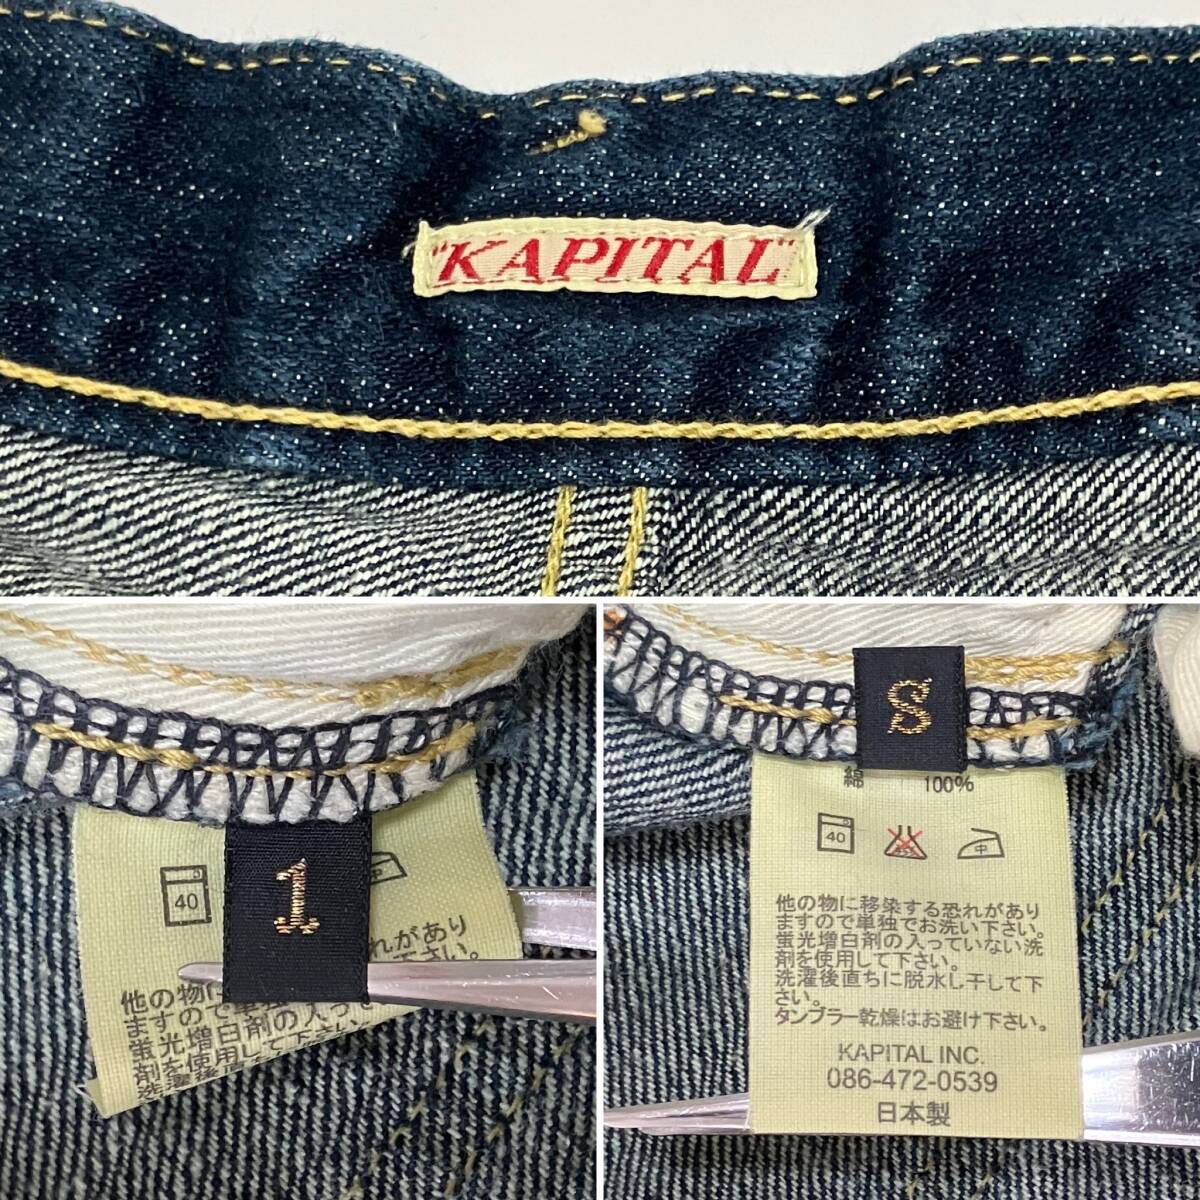 "KAPITAL"
1
40
れがあり
下さい。
他の物に
ますので単独
蛍光増白剤の入っ
剤を使用して下さ
洗濯後直
S
綿 100%
40
中
他の物に移染する恐れがあり
ますので単独でお洗い下さい。
蛍光増白剤の入っていない洗
剤を使用して下さい。
洗濯後直ちに脱水し干して下
さい。
タンブラー乾燥はお避け下さい。
KAPITAL INC.
086-472-0539
日本製